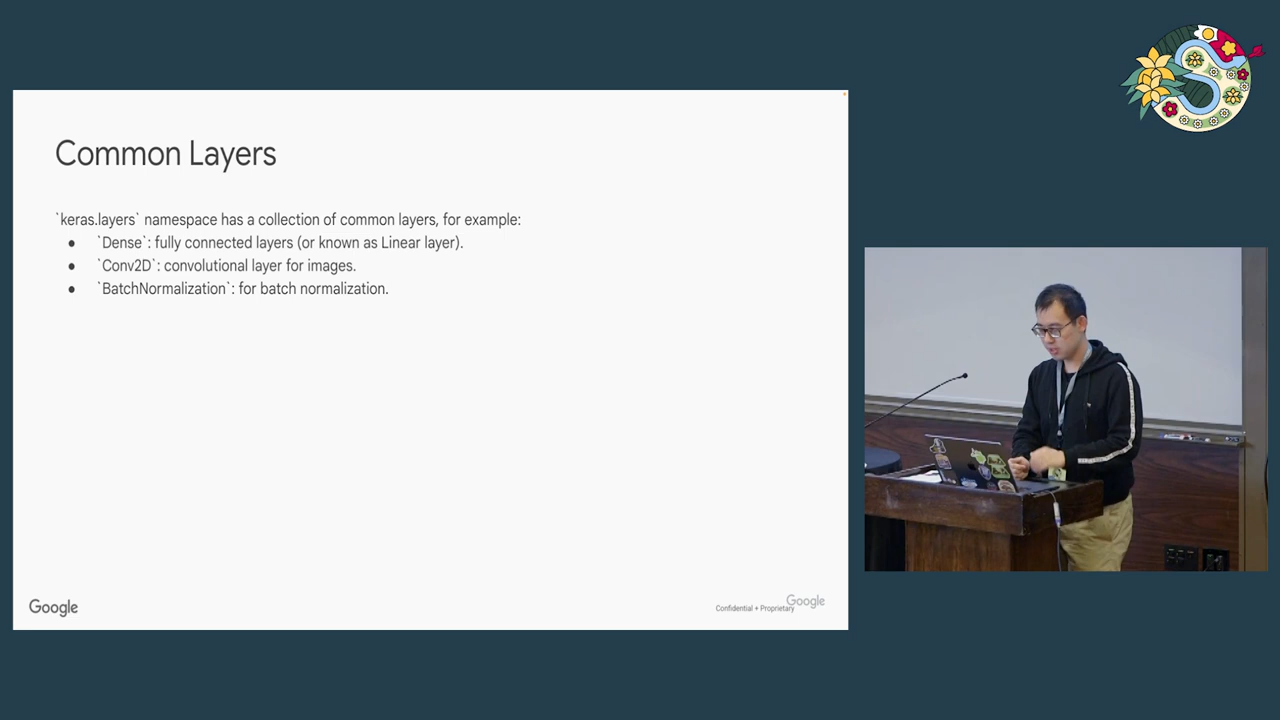 Common Layers
`keras.layers` namespace has a collection of common layers, for example:
● `Dense`: fully connected layers (or known as Linear layer).
● `Conv2D`: convolutional layer for images.
● `BatchNormalization`: for batch normalization.
Google
Confidential + Proprietary
Google